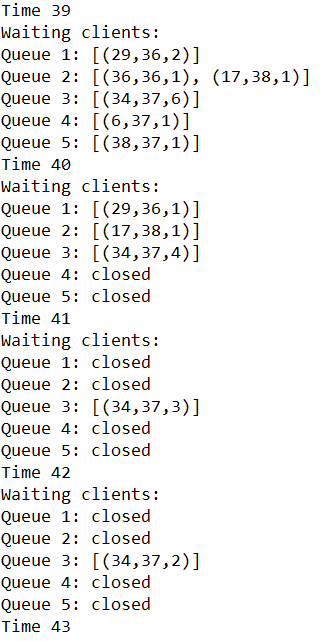 Time 39
Waiting clients:
Queue 1: [(29,36,2)]
Queue 2: [(36,36,1), (17,38,1)]
Queue 3: [(34,37,6)]
Queue 4: [(6,37,1)]
Queue 5: [(38,37,1)]
Time 40
Waiting clients:
Queue 1: [(29,36,1)]
Queue 2: [(17,38,1)]
Queue 3: [(34,37,4)]
Queue 4: closed
Queue 5: closed
Time 41
Waiting clients:
Queue 1: closed
Queue 2: closed
Queue 3: [(34,37,3)]
Queue 4: closed
Queue 5: closed
Time 42
Waiting clients:
Queue 1: closed
Queue 2: closed
Queue 3: [(34,37,2)]
Queue 4: closed
Queue 5: closed
Time 43